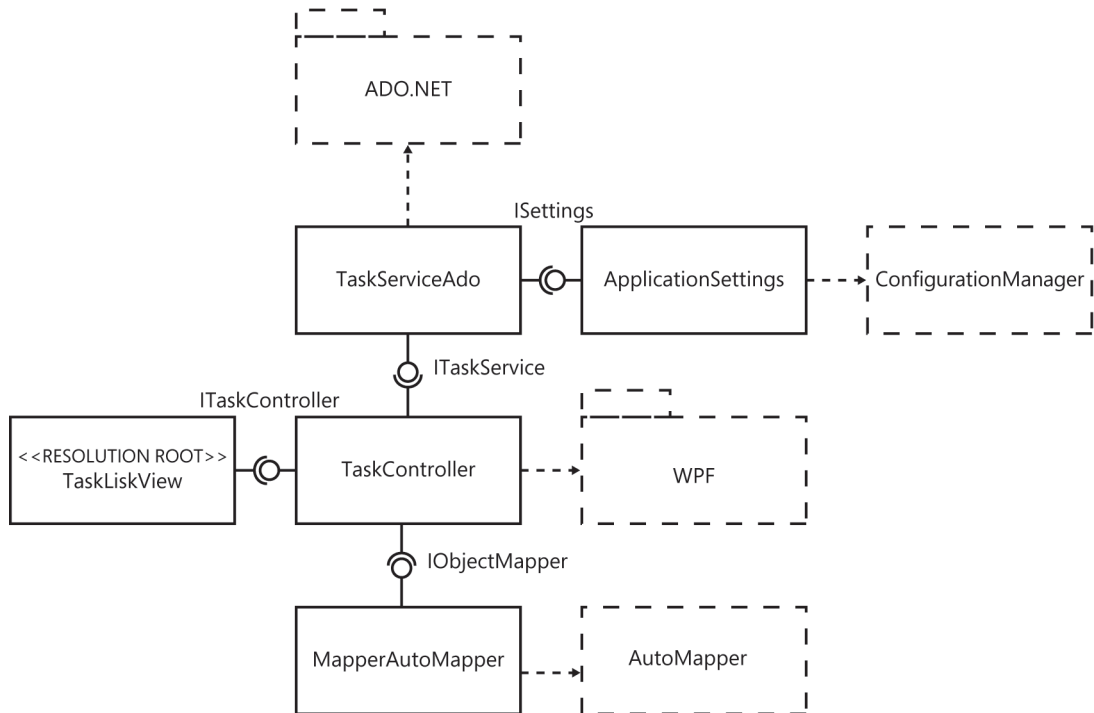 ADO.NET
ISettings
TaskServiceAdo
ApplicationSettings
ConfigurationManager
ITaskService
ITaskController
<<RESOLUTION ROOT>>
TaskLiskView
TaskController
WPF
IObjectMapper
MapperAutoMapper
AutoMapper